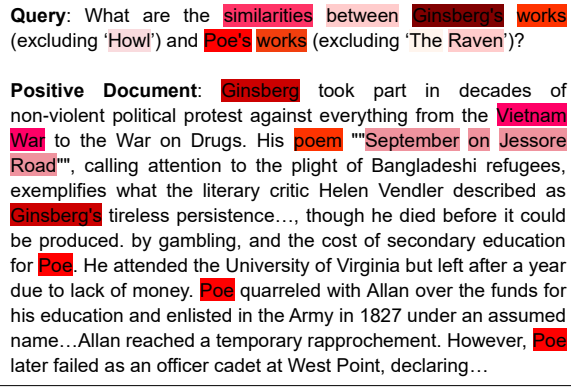 Query: What are the similarities between Ginsberg's works
(excluding ‘Howl’) and Poe's works (excluding ‘The Raven’)?
Positive Document: Ginsberg took part in decades of
non-violent political protest against everything from the Vietnam
War to the War on Drugs. His poem ""September on Jessore
Road"", calling attention to the plight of Bangladeshi refugees,
exemplifies what the literary critic Helen Vendler described as
Ginsberg's tireless persistence…, though he died before it could
be produced. by gambling, and the cost of secondary education
for Poe. He attended the University of Virginia but left after a year
due to lack of money. Poe quarreled with Allan over the funds for
his education and enlisted in the Army in 1827 under an assumed
name…Allan reached a temporary rapprochement. However, Poe
later failed as an officer cadet at West Point, declaring…